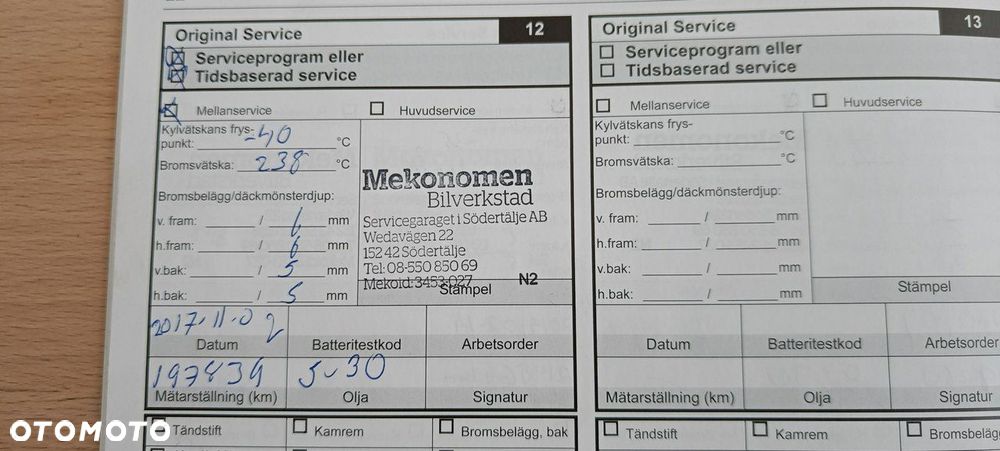 Original Service 12
Serviceprogram eller
Tidsbaserad service
Mellanservice Huvudservice
Kylvätskans frys-
punkt: -40 °C
Bromsvätska: 238 °C
Bromsbelägg/däckmönsterdjup:
v. fram: / 6 mm
h.fram: / 6 mm
v.bak: / 5 mm
h.bak: / 5 mm
Mekonomen
Bilverkstad
Servicegaraget i Södertälje AB
Wedavägen 22
152 42 Södertälje
Tel: 08-550 850 69
Mekoid: 3453-027 N2
Stämpel
2017-11-02
Datum Batteritestkod Arbetsorder
197839 5-30
Mätarställning (km) Olja Signatur
Tändstift Kamrem Bromsbelägg, bak
Original Service 13
Serviceprogram eller
Tidsbaserad service
Mellanservice Huvudservice
Kylvätskans frys-
punkt: °C
Bromsvätska: °C
Bromsbelägg/däckmönsterdjup:
v. fram: / mm
h.fram: / mm
v.bak: / mm
h.bak: / mm
Stämpel
Datum Batteritestkod Arbetsorder
Mätarställning (km) Olja Signatur
Tändstift Kamrem Bromsbeläg
OTOMOTO